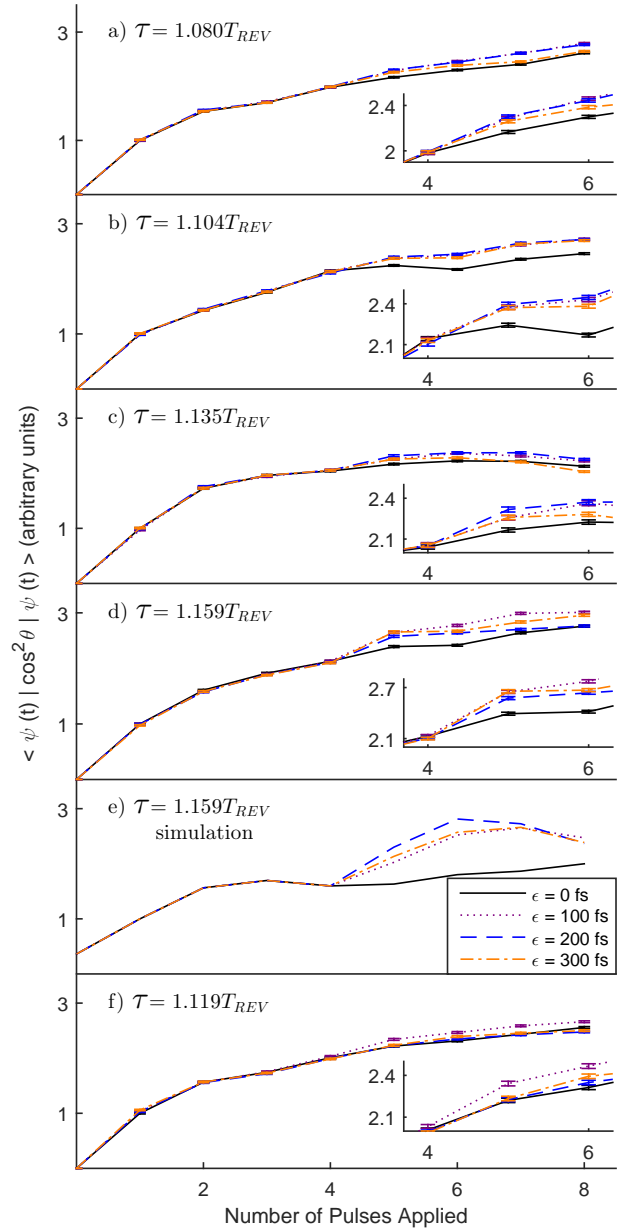 3
a) τ = 1.080T_REV
1
2.4
2
4 6
3
b) τ = 1.104T_REV
1
2.4
2.1
4 6
3
c) τ = 1.135T_REV
1
2.4
2.1
4 6
3
d) τ = 1.159T_REV
1
2.7
2.1
4 6
3
e) τ = 1.159T_REV
simulation
1
ϵ = 0 fs
ϵ = 100 fs
ϵ = 200 fs
ϵ = 300 fs
3
f) τ = 1.119T_REV
1
2.4
2.1
4 6
2 4 6 8
Number of Pulses Applied
< ψ (t) | cos²θ | ψ (t) > (arbitrary units)